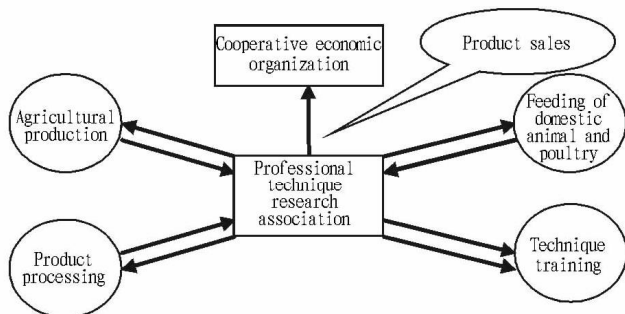 Cooperative economic
organization
Product sales
Agricultural
production
Feeding of
domestic
animal and
poultry
Professional
technique
research
association
Product
processing
Technique
training